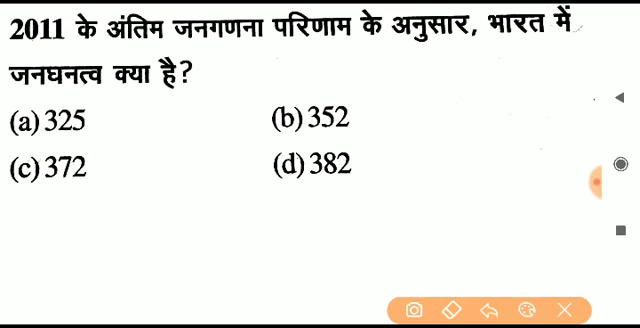 2011 के अंतिम जनगणना परिणाम के अनुसार, भारत में
जनघनत्व क्या है?
(a) 325 (b) 352
(c) 372 (d) 382